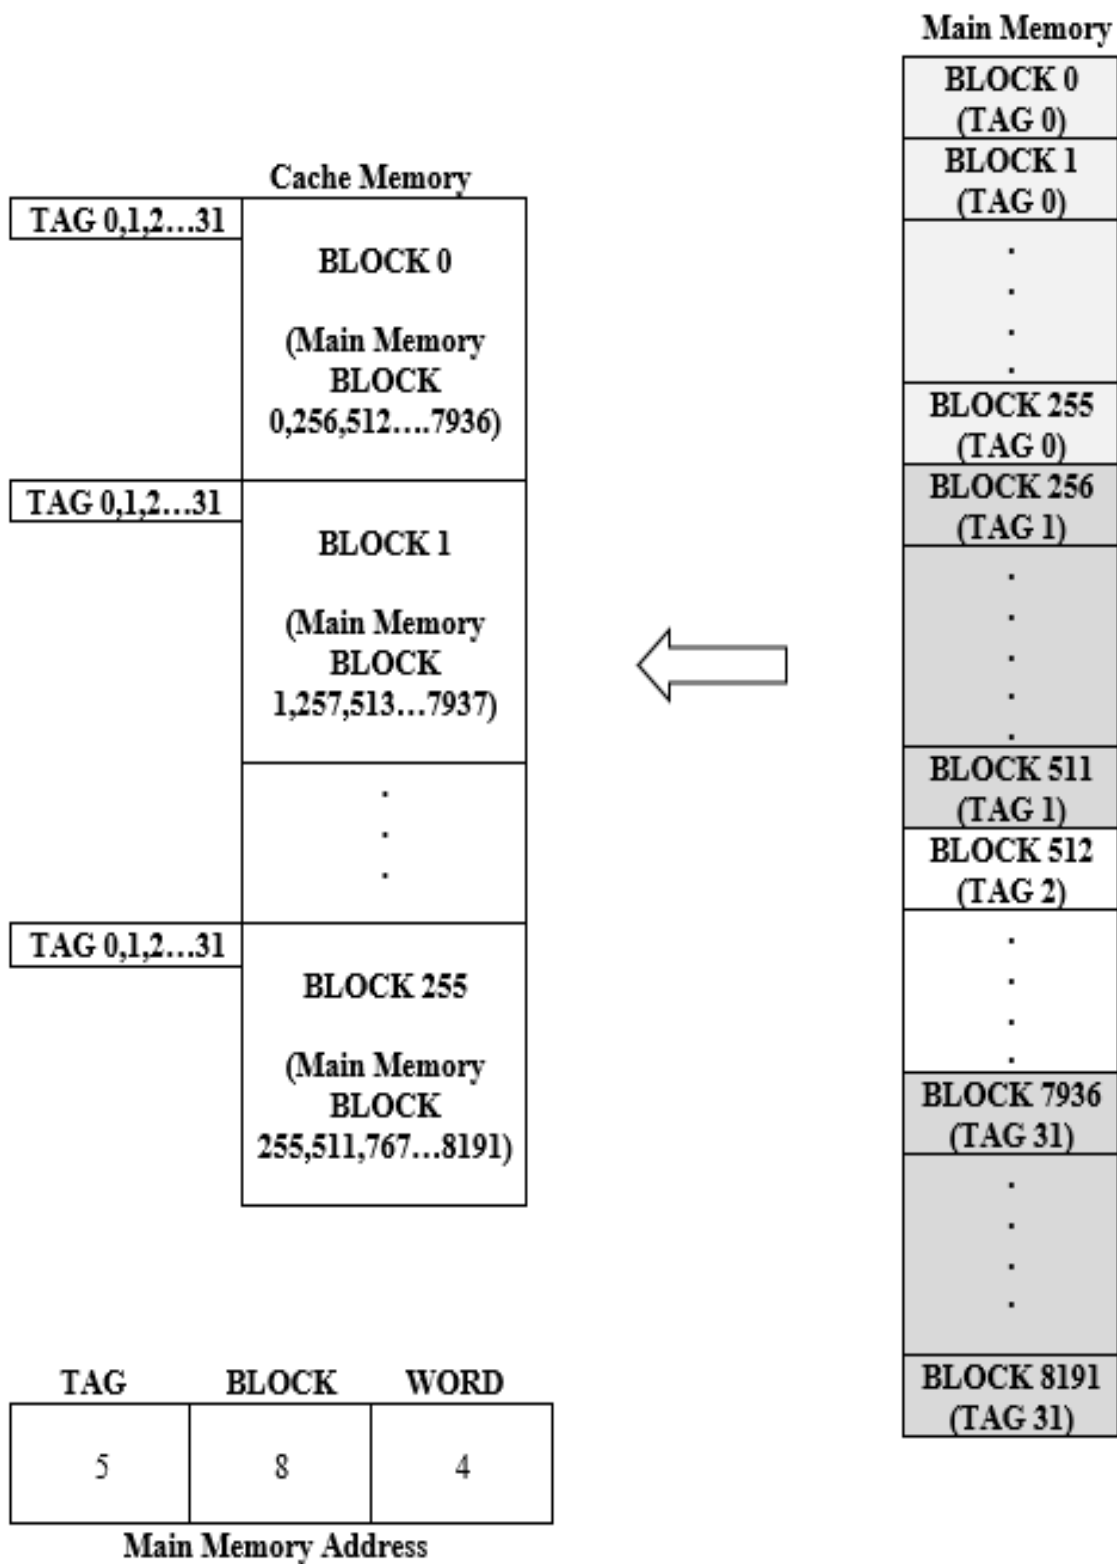 Cache Memory
TAG 0,1,2...31
BLOCK 0
(Main Memory
BLOCK
0,256,512....7936)
TAG 0,1,2...31
BLOCK 1
(Main Memory
BLOCK
1,257,513...7937)
.
.
.
TAG 0,1,2...31
BLOCK 255
(Main Memory
BLOCK
255,511,767...8191)
TAG BLOCK WORD
5 8 4
Main Memory Address
Main Memory
BLOCK 0
(TAG 0)
BLOCK 1
(TAG 0)
.
.
.
.
BLOCK 255
(TAG 0)
BLOCK 256
(TAG 1)
.
.
.
.
.
BLOCK 511
(TAG 1)
BLOCK 512
(TAG 2)
.
.
.
.
BLOCK 7936
(TAG 31)
.
.
.
.
BLOCK 8191
(TAG 31)